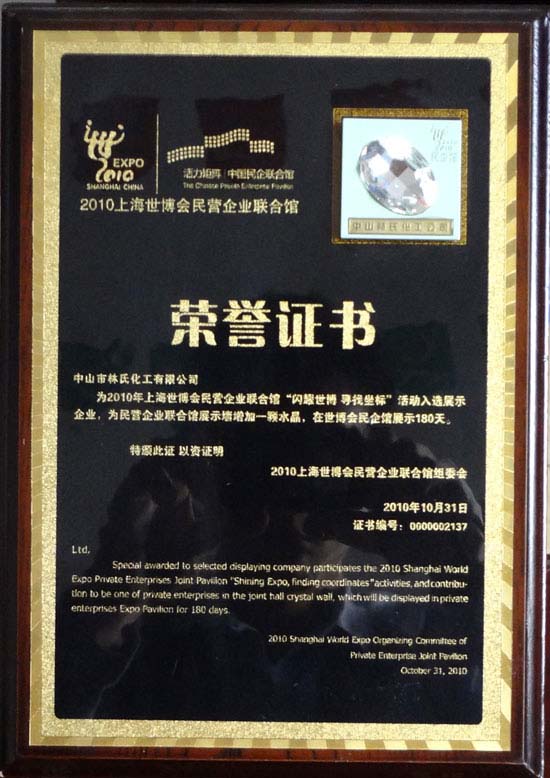 EXPO
2010
SHANGHAI CHINA
活力矩阵 中国民企联合馆
The Chinese Private Enterprise Pavilion
2010上海世博会民营企业联合馆
民企馆
中山林氏化工公司
荣誉证书
中山市林氏化工有限公司
为2010年上海世博会民营企业联合馆“闪耀世博 寻找坐标”活动入选展示
企业，为民营企业联合馆展示墙增加一颗水晶，在世博会民企馆展示180天。
特颁此证 以资证明
2010上海世博会民营企业联合馆组委会
2010年10月31日
证书编号：0000002137
Ltd.
Special awarded to selected displaying company participates the 2010 Shanghai World
Expo Private Enterprises Joint Pavilion "Shining Expo, finding coordinates"activities, and contribu-
tion to be one of private enterprises in the joint hall crystal wall, which will be displayed in private
enterprises Expo Pavilion for 180 days.
2010 Shanghai World Expo Organizing Committee of
Private Enterprise Joint Pavilion
October 31, 2010